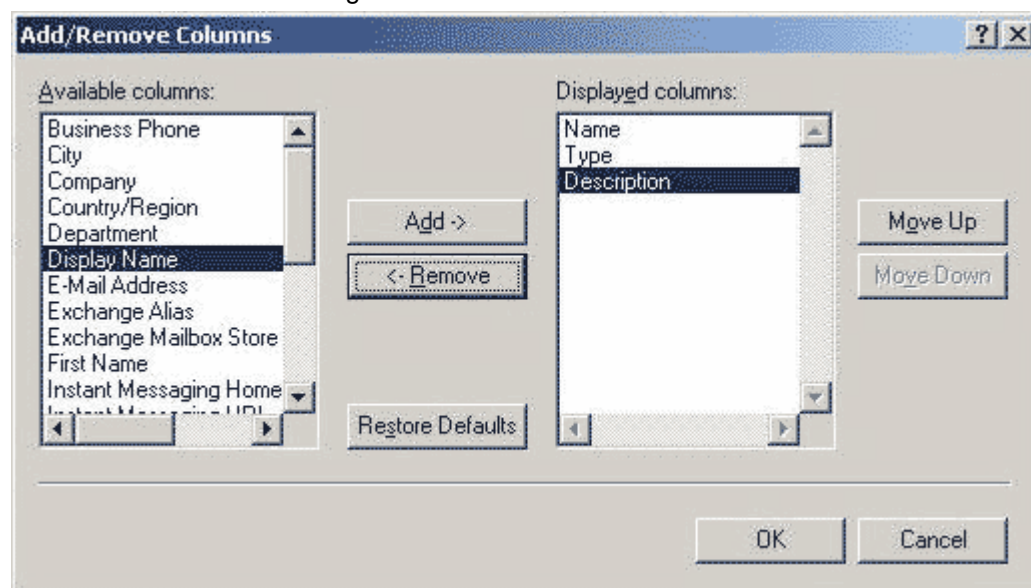 Add/Remove Columns
Available columns:
Business Phone
City
Company
Country/Region
Department
Display Name
E-Mail Address
Exchange Alias
Exchange Mailbox Store
First Name
Instant Messaging Home
Add ->
<- Remove
Restore Defaults
Displayed columns:
Name
Type
Description
Move Up
Move Down
OK
Cancel